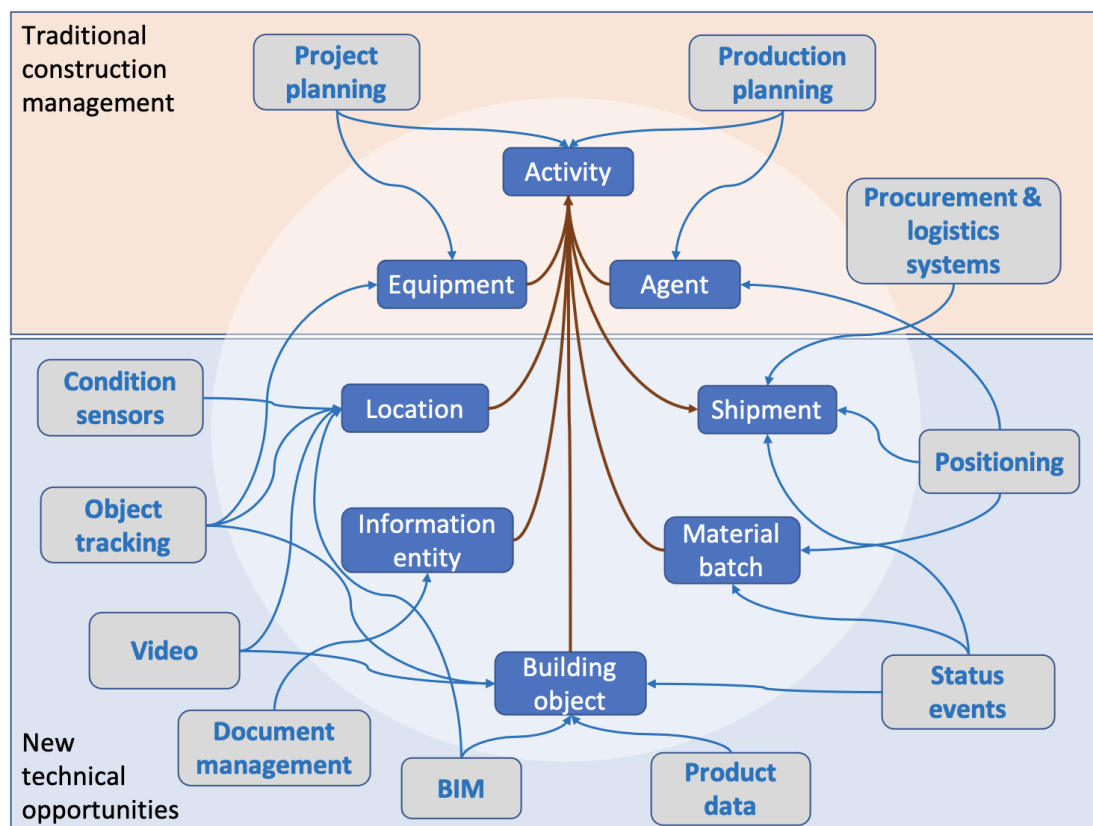 Traditional
construction
management
Project
planning
Production
planning
Activity
Procurement &
logistics
systems
Equipment
Agent
Condition
sensors
Location
Shipment
Positioning
Object
tracking
Information
entity
Material
batch
Video
Building
object
Status
events
Document
management
New
technical
opportunities
BIM
Product
data